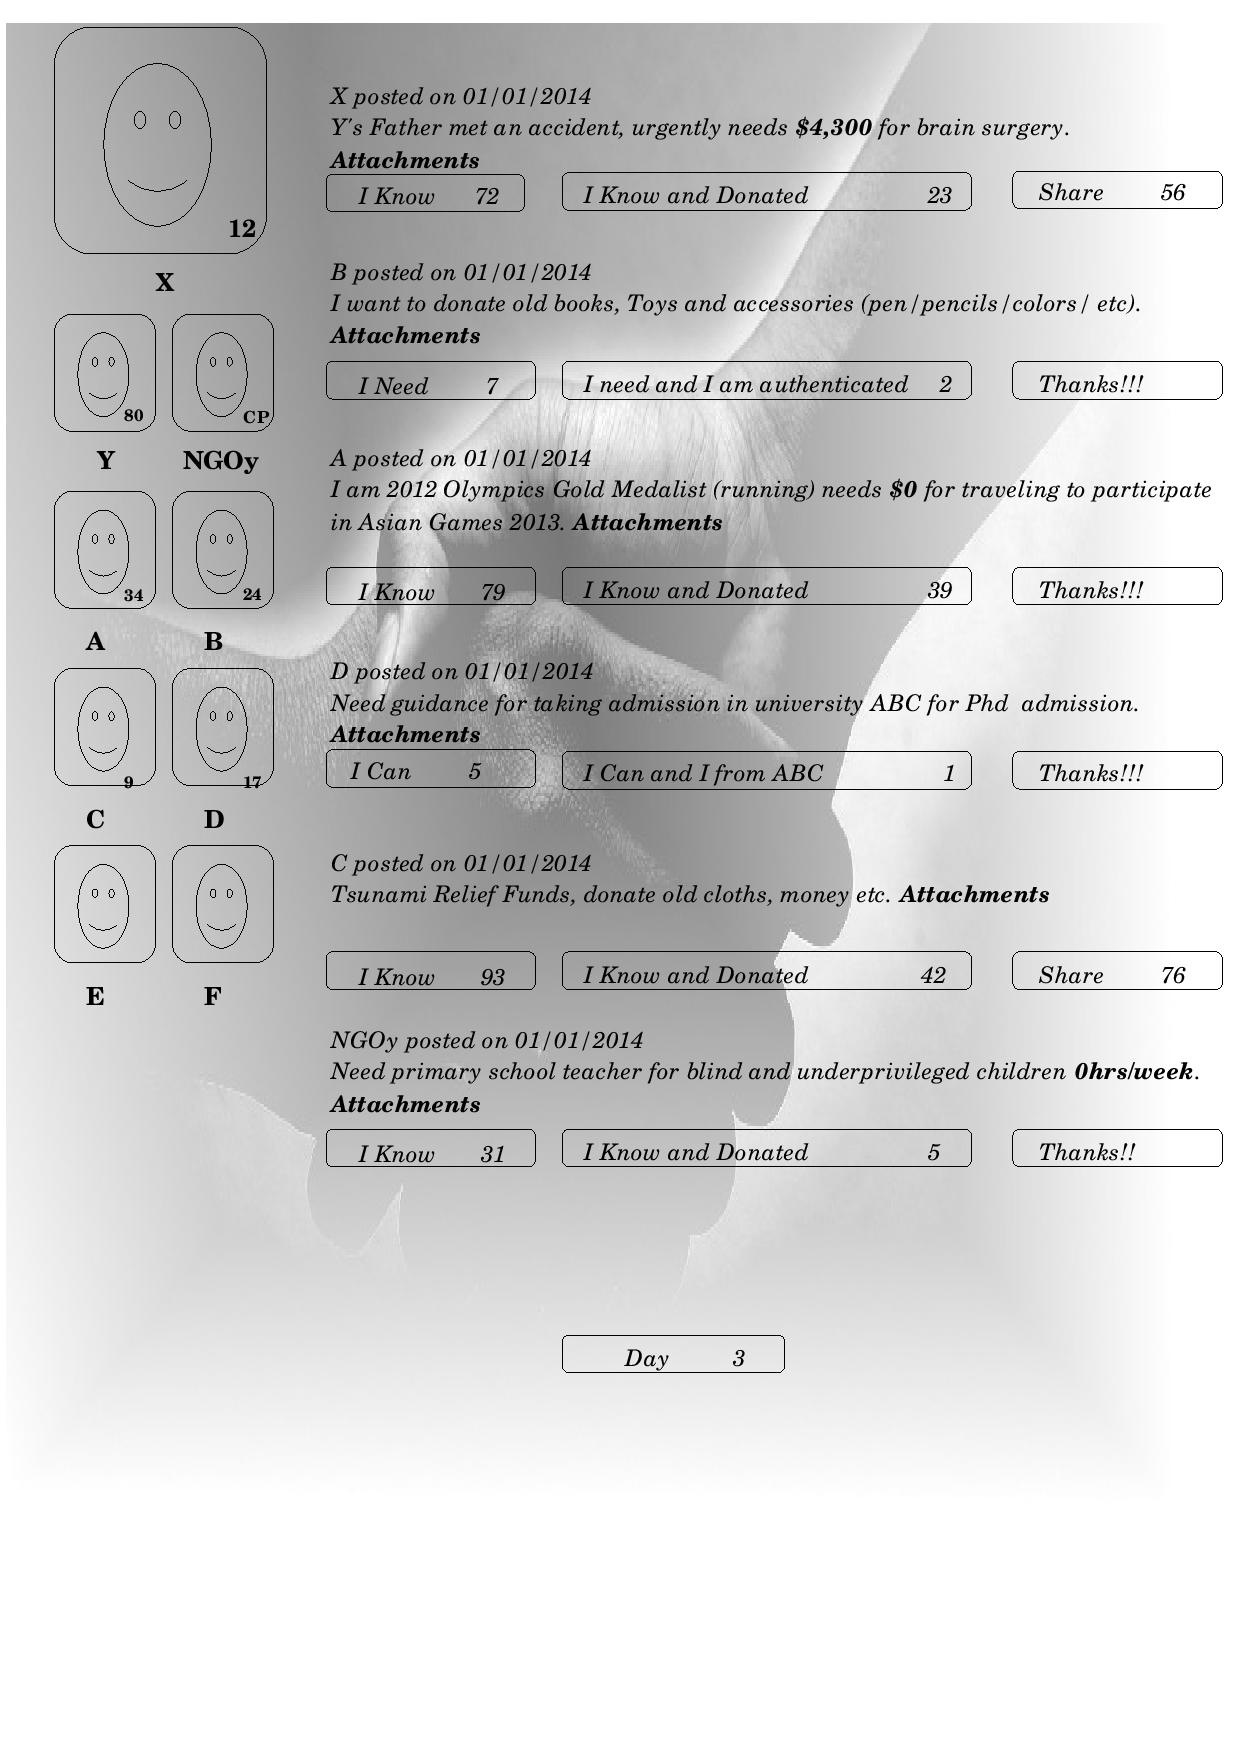 12
X
80
CP
Y
NGOy
34
24
A
B
9
17
C
D
E
F
X posted on 01/01/2014
Y's Father met an accident, urgently needs $4,300 for brain surgery.
Attachments
I Know 72
I Know and Donated 23
Share 56
B posted on 01/01/2014
I want to donate old books, Toys and accessories (pen/pencils/colors/ etc).
Attachments
I Need 7
I need and I am authenticated 2
Thanks!!!
A posted on 01/01/2014
I am 2012 Olympics Gold Medalist (running) needs $0 for traveling to participate
in Asian Games 2013. Attachments
I Know 79
I Know and Donated 39
Thanks!!!
D posted on 01/01/2014
Need guidance for taking admission in university ABC for Phd admission.
Attachments
I Can 5
I Can and I from ABC 1
Thanks!!!
C posted on 01/01/2014
Tsunami Relief Funds, donate old cloths, money etc. Attachments
I Know 93
I Know and Donated 42
Share 76
NGOy posted on 01/01/2014
Need primary school teacher for blind and underprivileged children 0hrs/week.
Attachments
I Know 31
I Know and Donated 5
Thanks!!
Day 3